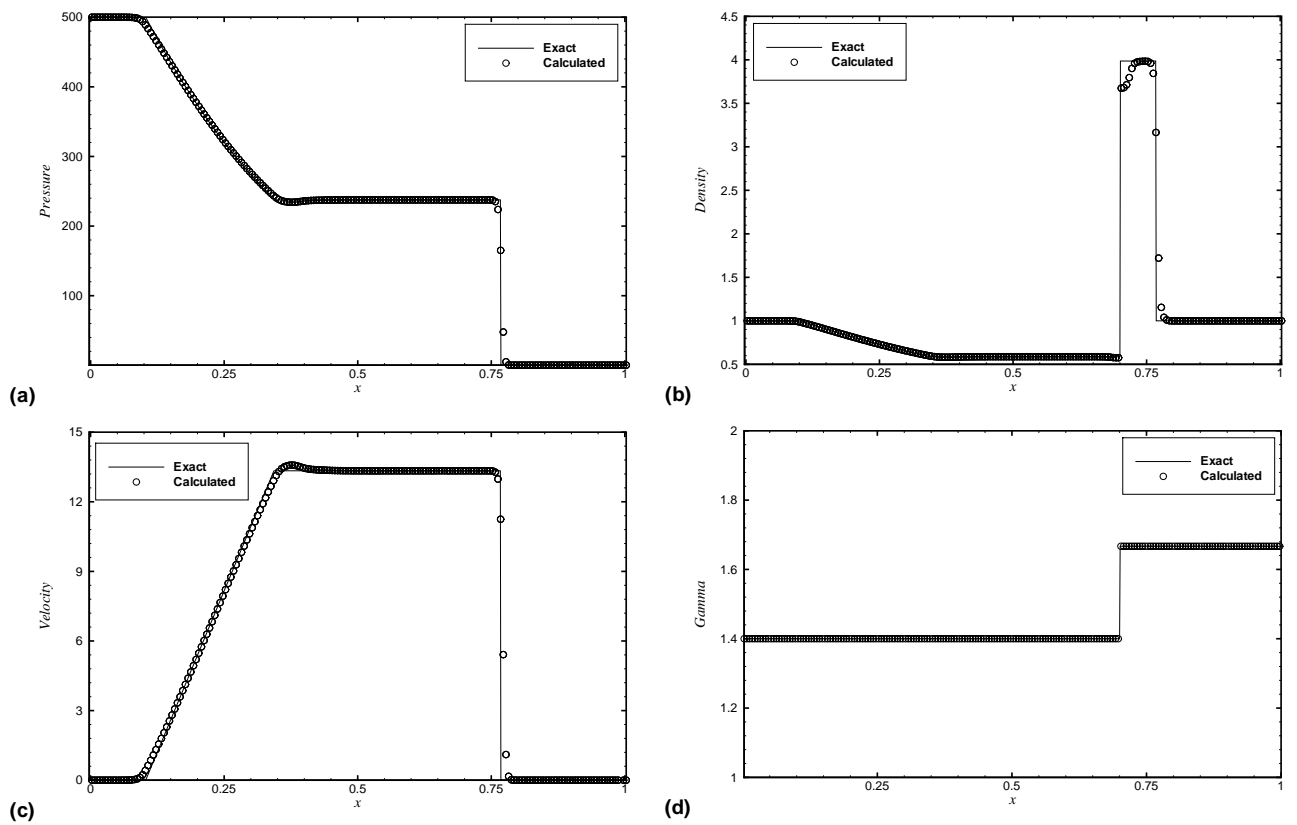 500
400
300
200
100
Pressure
Exact
Calculated
0
0.25
0.5
0.75
1
x
(a)
4.5
4
3.5
3
2.5
2
1.5
1
0.5
Density
Exact
Calculated
0
0.25
0.5
0.75
1
x
(b)
15
12
9
6
3
0
Velocity
Exact
Calculated
0
0.25
0.5
0.75
1
x
(c)
2
1.8
1.6
1.4
1.2
1
Gamma
Exact
Calculated
0.25
0.5
0.75
1
x
(d)